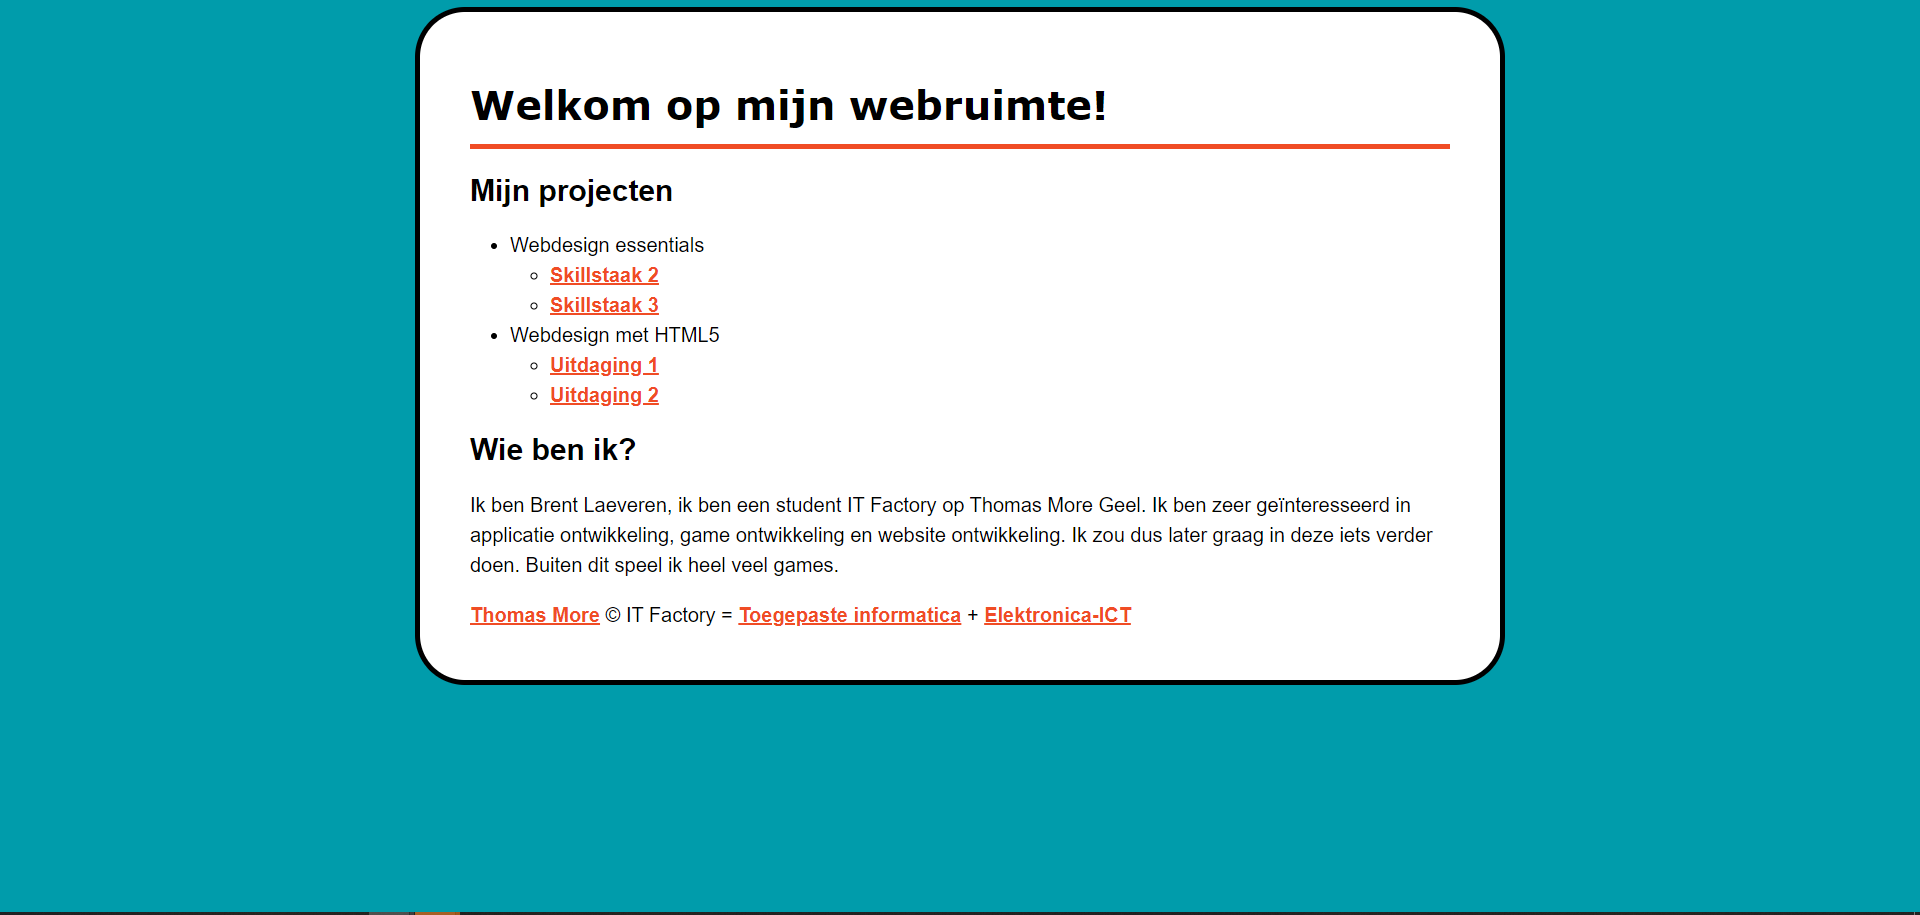 Welkom op mijn webruimte!
Mijn projecten
Webdesign essentials
Skillstaak 2
Skillstaak 3
Webdesign met HTML5
Uitdaging 1
Uitdaging 2
Wie ben ik?
Ik ben Brent Laeveren, ik ben een student IT Factory op Thomas More Geel. Ik ben zeer geïnteresseerd in
applicatie ontwikkeling, game ontwikkeling en website ontwikkeling. Ik zou dus later graag in deze iets verder
doen. Buiten dit speel ik heel veel games.
Thomas More © IT Factory = Toegepaste informatica + Elektronica-ICT